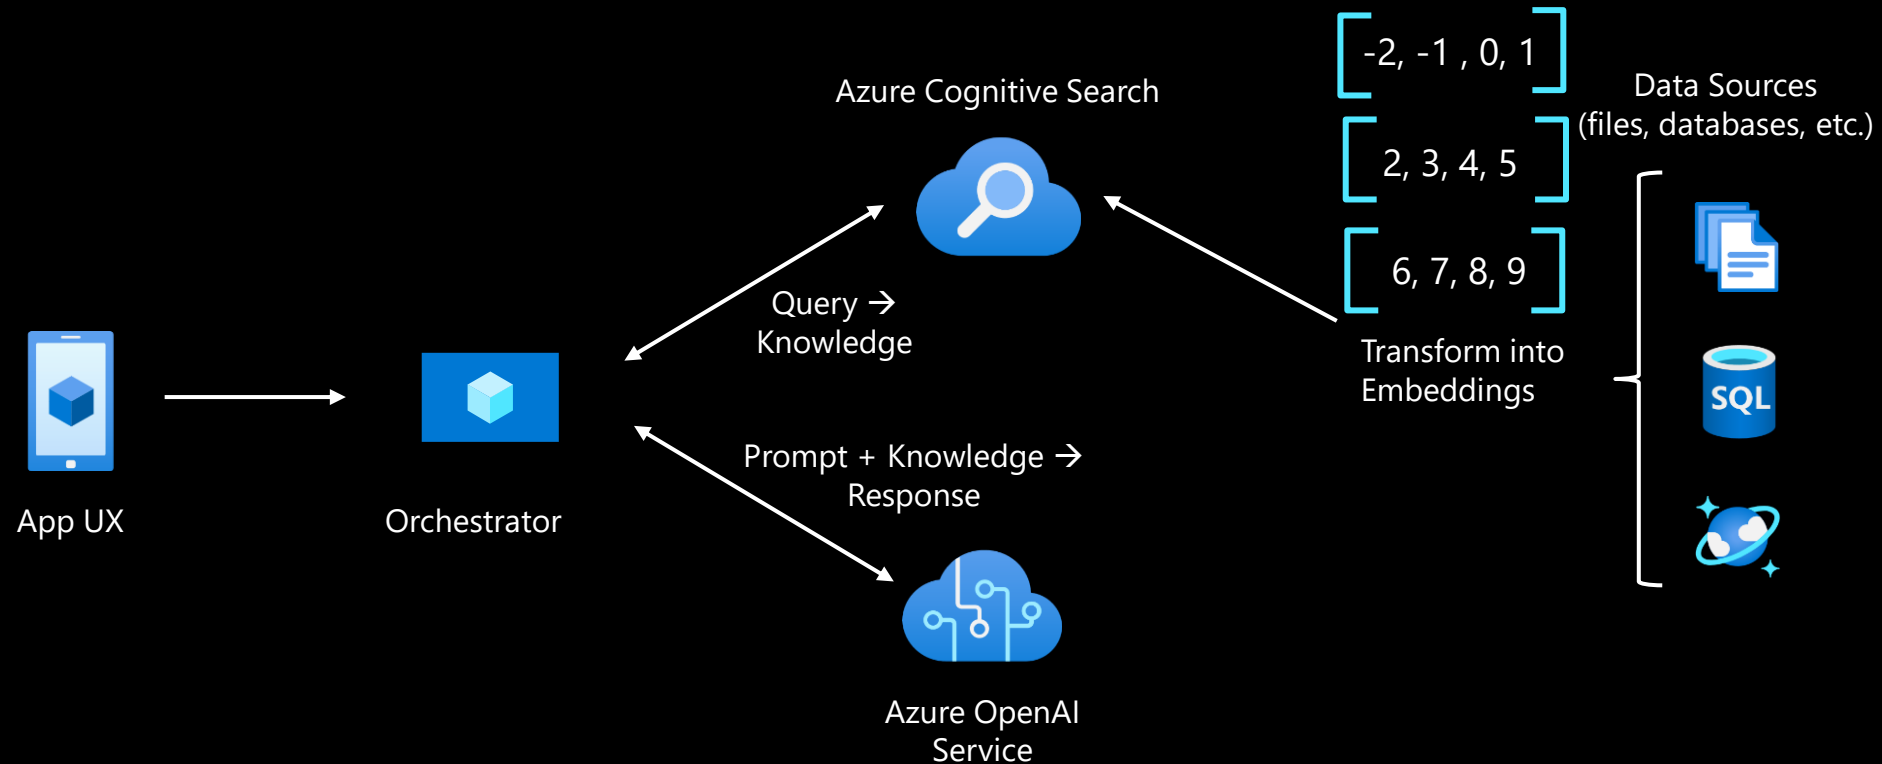 App UX
Orchestrator
Azure Cognitive Search
Query →
Knowledge
Prompt + Knowledge →
Response
Azure OpenAI
Service
-2, -1 , 0, 1
2, 3, 4, 5
6, 7, 8, 9
Transform into
Embeddings
Data Sources
(files, databases, etc.)
SQL